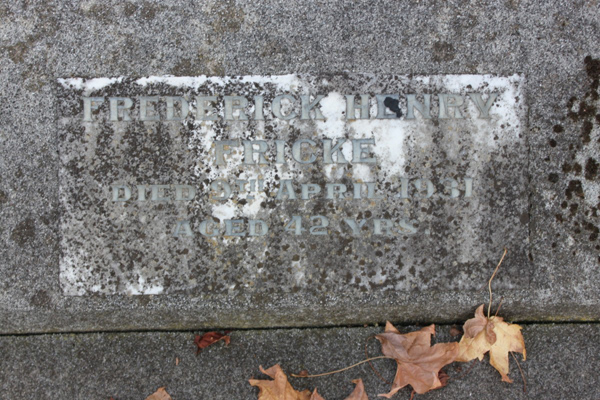 FREDERICK HENRY
FRICKE
DIED 9TH APRIL 1931
AGED 42 YRS.